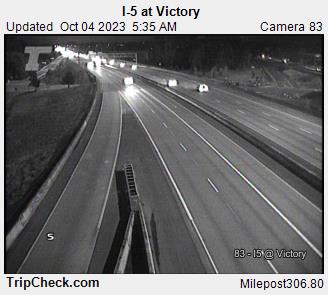 I-5 at Victory
Updated Oct 04 2023 5:35 AM Camera 83
T
S
83 - I5 @ Victory
TripCheck.com Milepost306.80